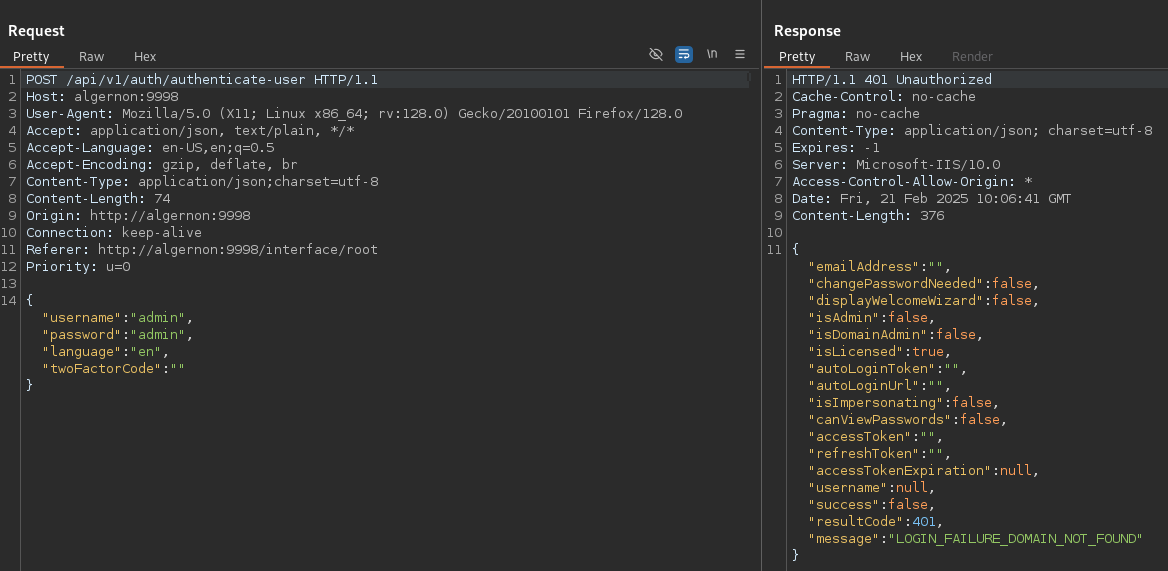 Request
Pretty Raw Hex
\n
1 POST /api/v1/auth/authenticate-user HTTP/1.1
2 Host: algernon:9998
3 User-Agent: Mozilla/5.0 (X11; Linux x86_64; rv:128.0) Gecko/20100101 Firefox/128.0
4 Accept: application/json, text/plain, */*
5 Accept-Language: en-US,en;q=0.5
6 Accept-Encoding: gzip, deflate, br
7 Content-Type: application/json;charset=utf-8
8 Content-Length: 74
9 Origin: http://algernon:9998
10 Connection: keep-alive
11 Referer: http://algernon:9998/interface/root
12 Priority: u=0
13
14 {
"username":"admin",
"password":"admin",
"language":"en",
"twoFactorCode":""
}
Response
Pretty Raw Hex Render
1 HTTP/1.1 401 Unauthorized
2 Cache-Control: no-cache
3 Pragma: no-cache
4 Content-Type: application/json; charset=utf-8
5 Expires: -1
6 Server: Microsoft-IIS/10.0
7 Access-Control-Allow-Origin: *
8 Date: Fri, 21 Feb 2025 10:06:41 GMT
9 Content-Length: 376
10
11 {
"emailAddress":"",
"changePasswordNeeded":false,
"displayWelcomeWizard":false,
"isAdmin":false,
"isDomainAdmin":false,
"isLicensed":true,
"autoLoginToken":"",
"autoLoginUrl":"",
"isImpersonating":false,
"canViewPasswords":false,
"accessToken":"",
"refreshToken":"",
"accessTokenExpiration":null,
"username":null,
"success":false,
"resultCode":401,
"message":"LOGIN_FAILURE_DOMAIN_NOT_FOUND"
}